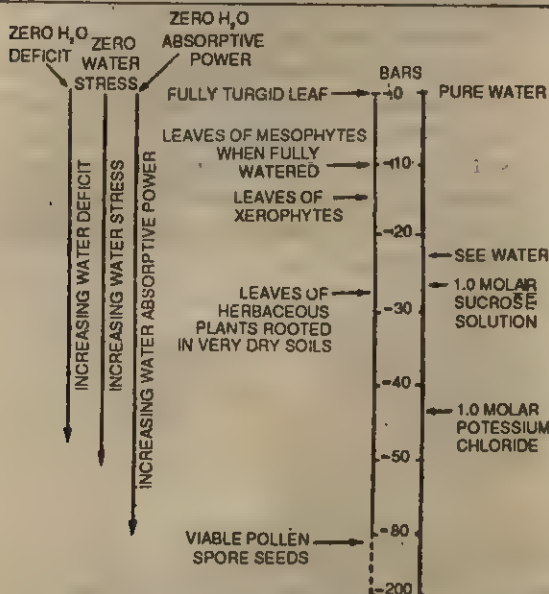 ZERO H₂O
DEFICIT
ZERO
WATER
STRESS
ZERO H₂O
ABSORPTIVE
POWER
INCREASING WATER DEFICIT
INCREASING WATER STRESS
INCREASING WATER ABSORPTIVE POWER
BARS
FULLY TURGID LEAF
0
PURE WATER
LEAVES OF MESOPHYTES
WHEN FULLY
WATERED
-10
LEAVES OF
XEROPHYTES
-20
SEE WATER
1.0 MOLAR
SUCROSE
SOLUTION
LEAVES OF
HERBACEOUS
PLANTS ROOTED
IN VERY DRY SOILS
-30
-40
1.0 MOLAR
POTESSIUM
CHLORIDE
-50
-80
VIABLE POLLEN
SPORE SEEDS
-200